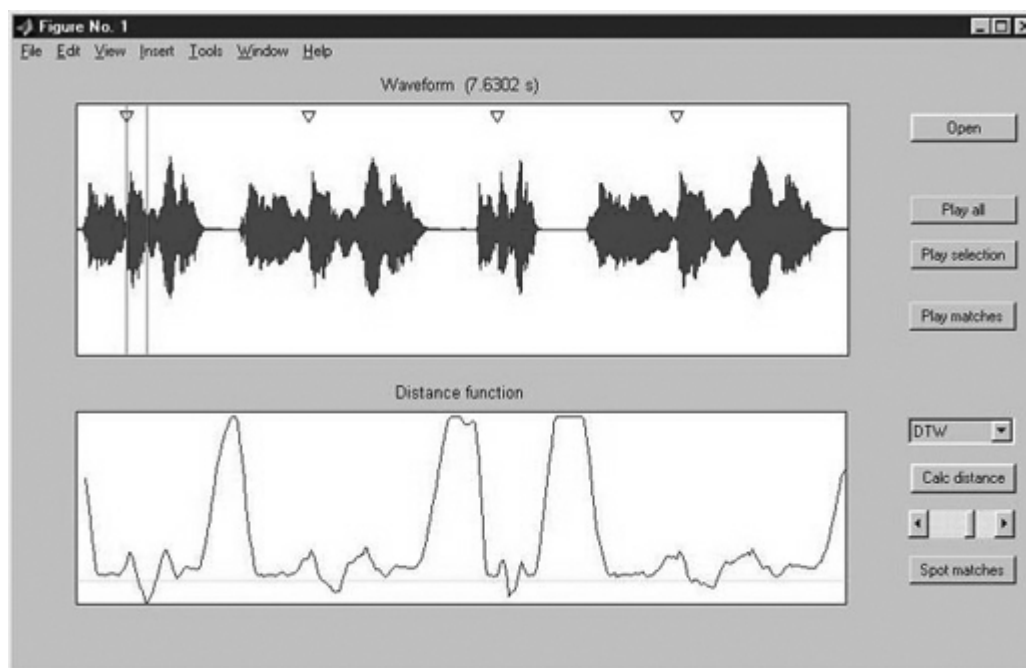 Figure No. 1
File Edit View Insert Tools Window Help
Waveform (7.6302 s)
Open
Play all
Play selection
Play matches
Distance function
DTW
Calc distance
Spot matches